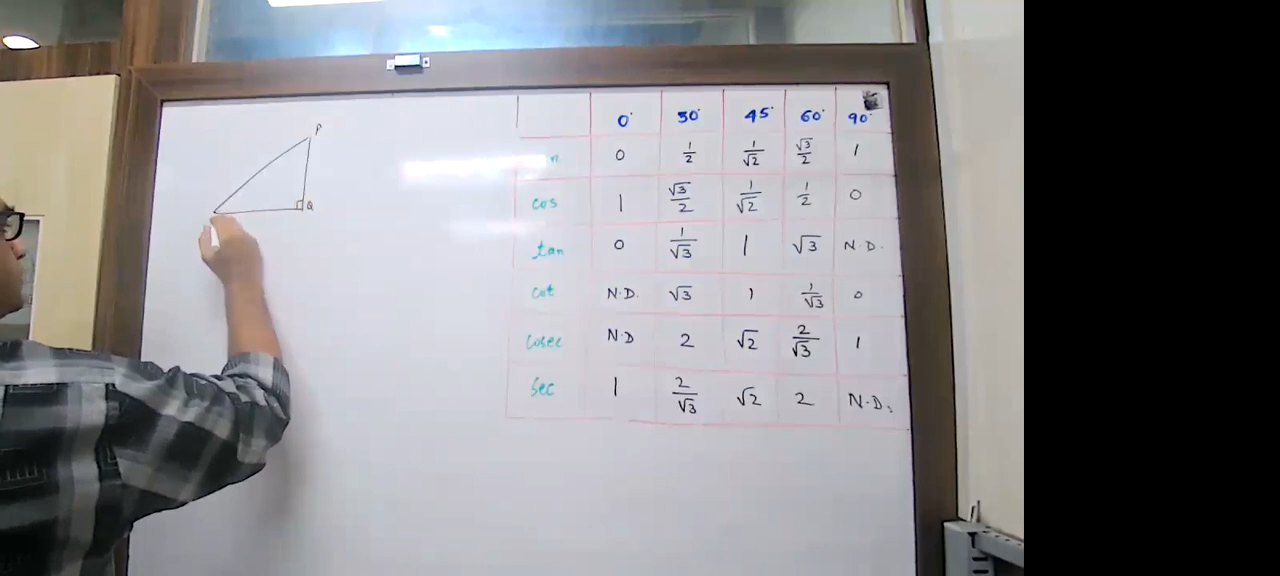 P
Q
0° 30° 45° 60° 90°
n 0 1/2 1/√2 √3/2 1
cos 1 √3/2 1/√2 1/2 0
tan 0 1/√3 1 √3 N.D.
cot N.D. √3 1 1/√3 0
cosec N.D 2 √2 2/√3 1
Sec 1 2/√3 √2 2 N.D.